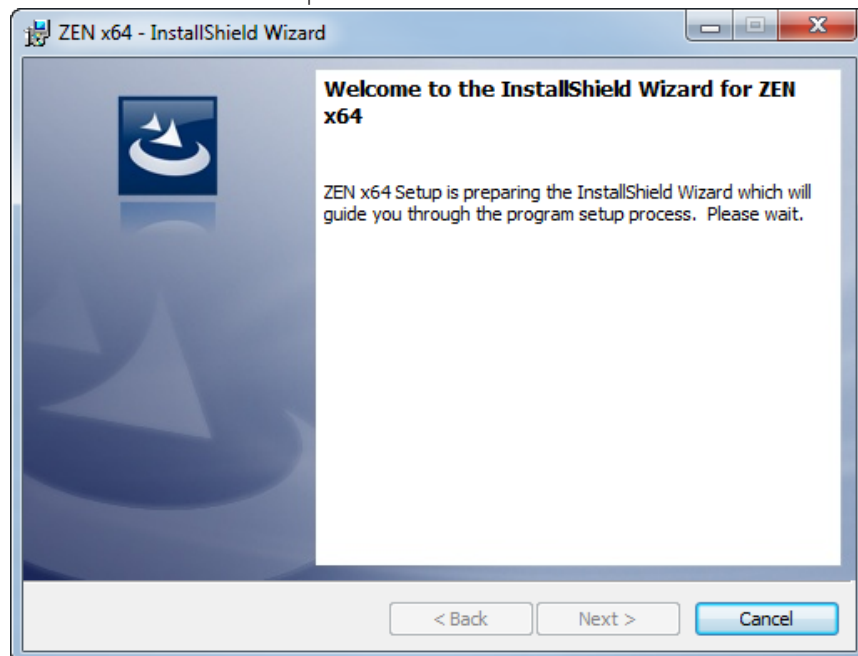 ZEN x64 - InstallShield Wizard
Welcome to the InstallShield Wizard for ZEN
x64
ZEN x64 Setup is preparing the InstallShield Wizard which will
guide you through the program setup process.  Please wait.
< Back
Next >
Cancel